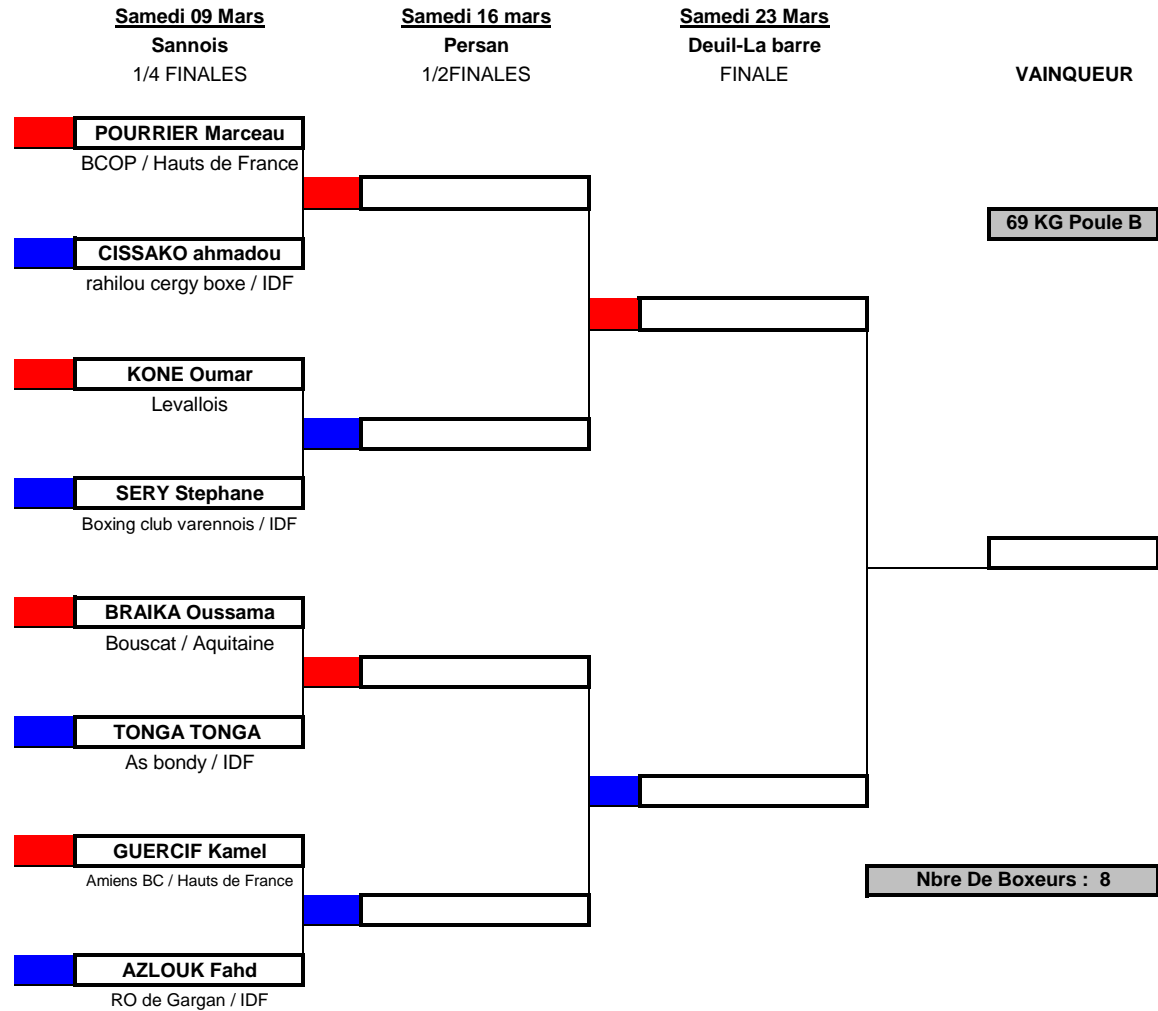 Samedi 09 Mars
Sannois
1/4 FINALES
Samedi 16 mars
Persan
1/2FINALES
Samedi 23 Mars
Deuil-La barre
FINALE
VAINQUEUR
POURRIER Marceau
BCOP / Hauts de France
69 KG Poule B
CISSAKO ahmadou
rahilou cergy boxe / IDF
KONE Oumar
Levallois
SERY Stephane
Boxing club varennois / IDF
BRAIKA Oussama
Bouscat / Aquitaine
TONGA TONGA
As bondy / IDF
GUERCIF Kamel
Amiens BC / Hauts de France
Nbre De Boxeurs : 8
AZLOUK Fahd
RO de Gargan / IDF